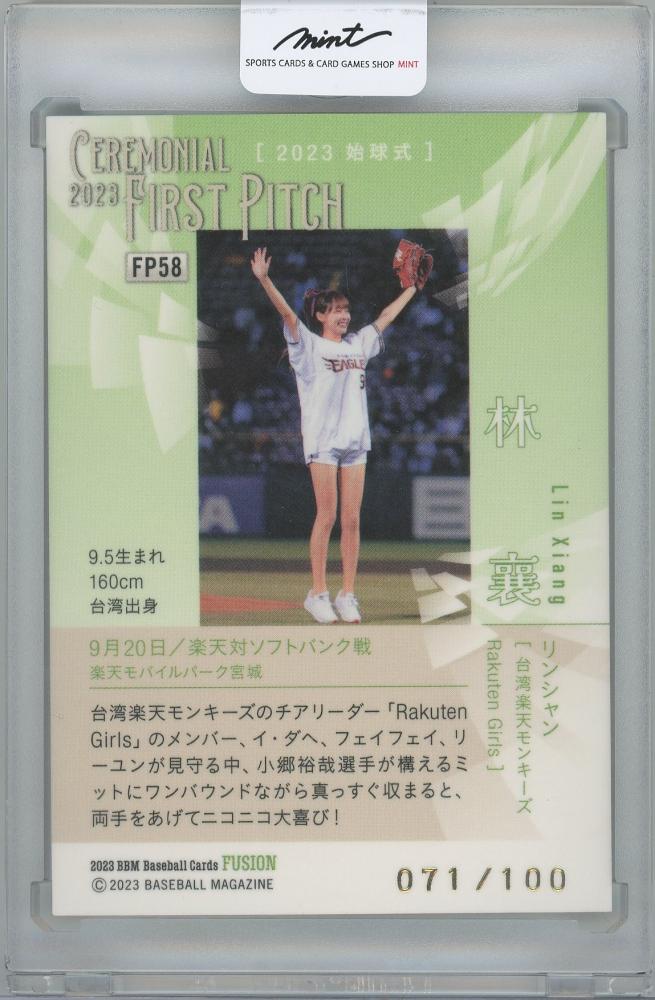 mint
SPORTS CARDS & CARD GAMES SHOP MINT
CEREMONIAL
2023 FIRST PITCH
[ 2023 始球式 ]
FP58
EAGLE
林襄
Lin Xiang
リンシャン
[ 台湾楽天モンキーズ
Rakuten Girls ]
9.5生まれ
160cm
台湾出身
9月20日／楽天対ソフトバンク戦
楽天モバイルパーク宮城
台湾楽天モンキーズのチアリーダー「Rakuten
Girls」のメンバー、イ・ダヘ、フェイフェイ、リ
ーユンが見守る中、小郷裕哉選手が構えるミ
ットにワンバウンドながら真っすぐ収まると、
両手をあげてニコニコ大喜び！
2023 BBM Baseball Cards FUSION
© 2023 BASEBALL MAGAZINE
071/100